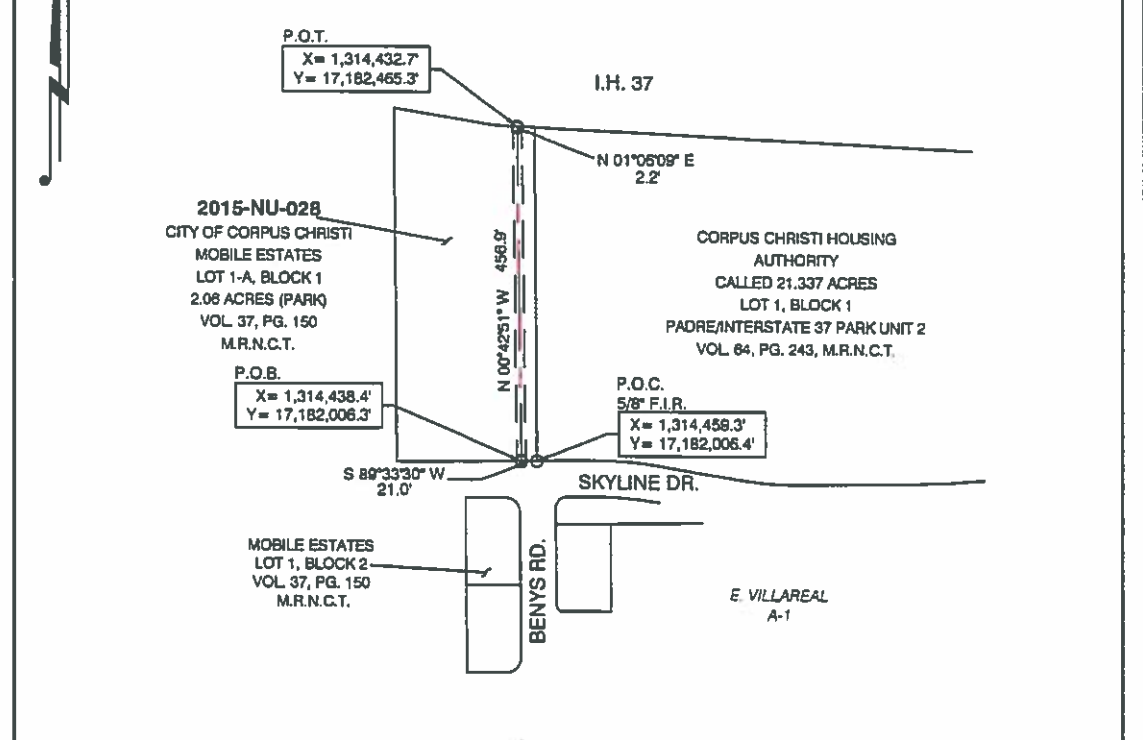 P.O.T.
X= 1,314,432.7'
Y= 17,182,465.3'
I.H. 37
N 01°05'09" E
2.2'
2015-NU-028
CITY OF CORPUS CHRISTI
MOBILE ESTATES
LOT 1-A, BLOCK 1
2.06 ACRES (PARK)
VOL. 37, PG. 150
M.R.N.C.T.
N 00°42'51" W 456.9'
CORPUS CHRISTI HOUSING
AUTHORITY
CALLED 21.337 ACRES
LOT 1, BLOCK 1
PADRE/INTERSTATE 37 PARK UNIT 2
VOL. 64, PG. 243, M.R.N.C.T.
P.O.B.
X= 1,314,438.4'
Y= 17,182,006.3'
P.O.C.
5/8" F.I.R.
X= 1,314,459.3'
Y= 17,182,006.4'
S 89°33'30" W
21.0'
SKYLINE DR.
MOBILE ESTATES
LOT 1, BLOCK 2
VOL. 37, PG. 150
M.R.N.C.T.
BENYS RD.
E. VILLAREAL
A-1